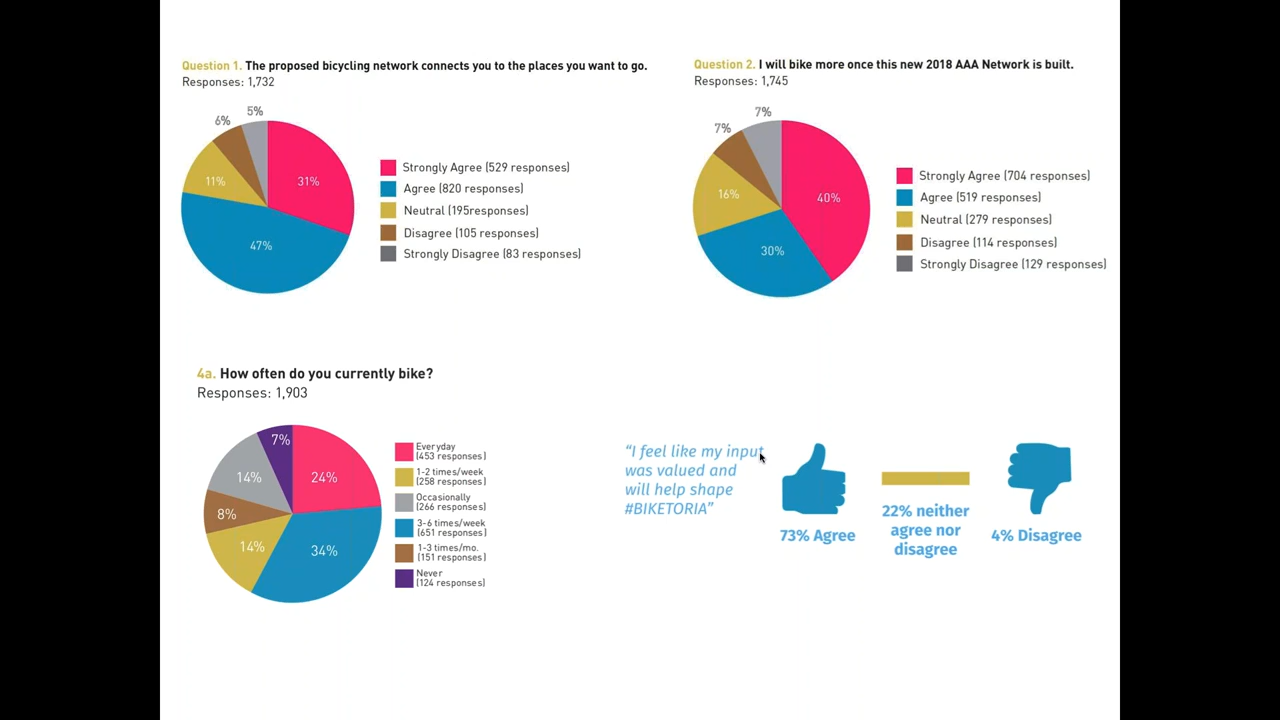 Question 1. The proposed bicycling network connects you to the places you want to go.
Responses: 1,732
5%
6%
31%
11%
47%
Strongly Agree (529 responses)
Agree (820 responses)
Neutral (195responses)
Disagree (105 responses)
Strongly Disagree (83 responses)
Question 2. I will bike more once this new 2018 AAA Network is built.
Responses: 1,745
7%
7%
16%
40%
30%
Strongly Agree (704 responses)
Agree (519 responses)
Neutral (279 responses)
Disagree (114 responses)
Strongly Disagree (129 responses)
4a. How often do you currently bike?
Responses: 1,903
7%
14%
24%
8%
14%
34%
Everyday
(453 responses)
1-2 times/week
(258 responses)
Occasionally
(266 responses)
3-6 times/week
(651 responses)
1-3 times/mo.
(151 responses)
Never
(124 responses)
"I feel like my input
was valued and
will help shape
#BIKETORIA"
73% Agree
22% neither
agree nor
disagree
4% Disagree